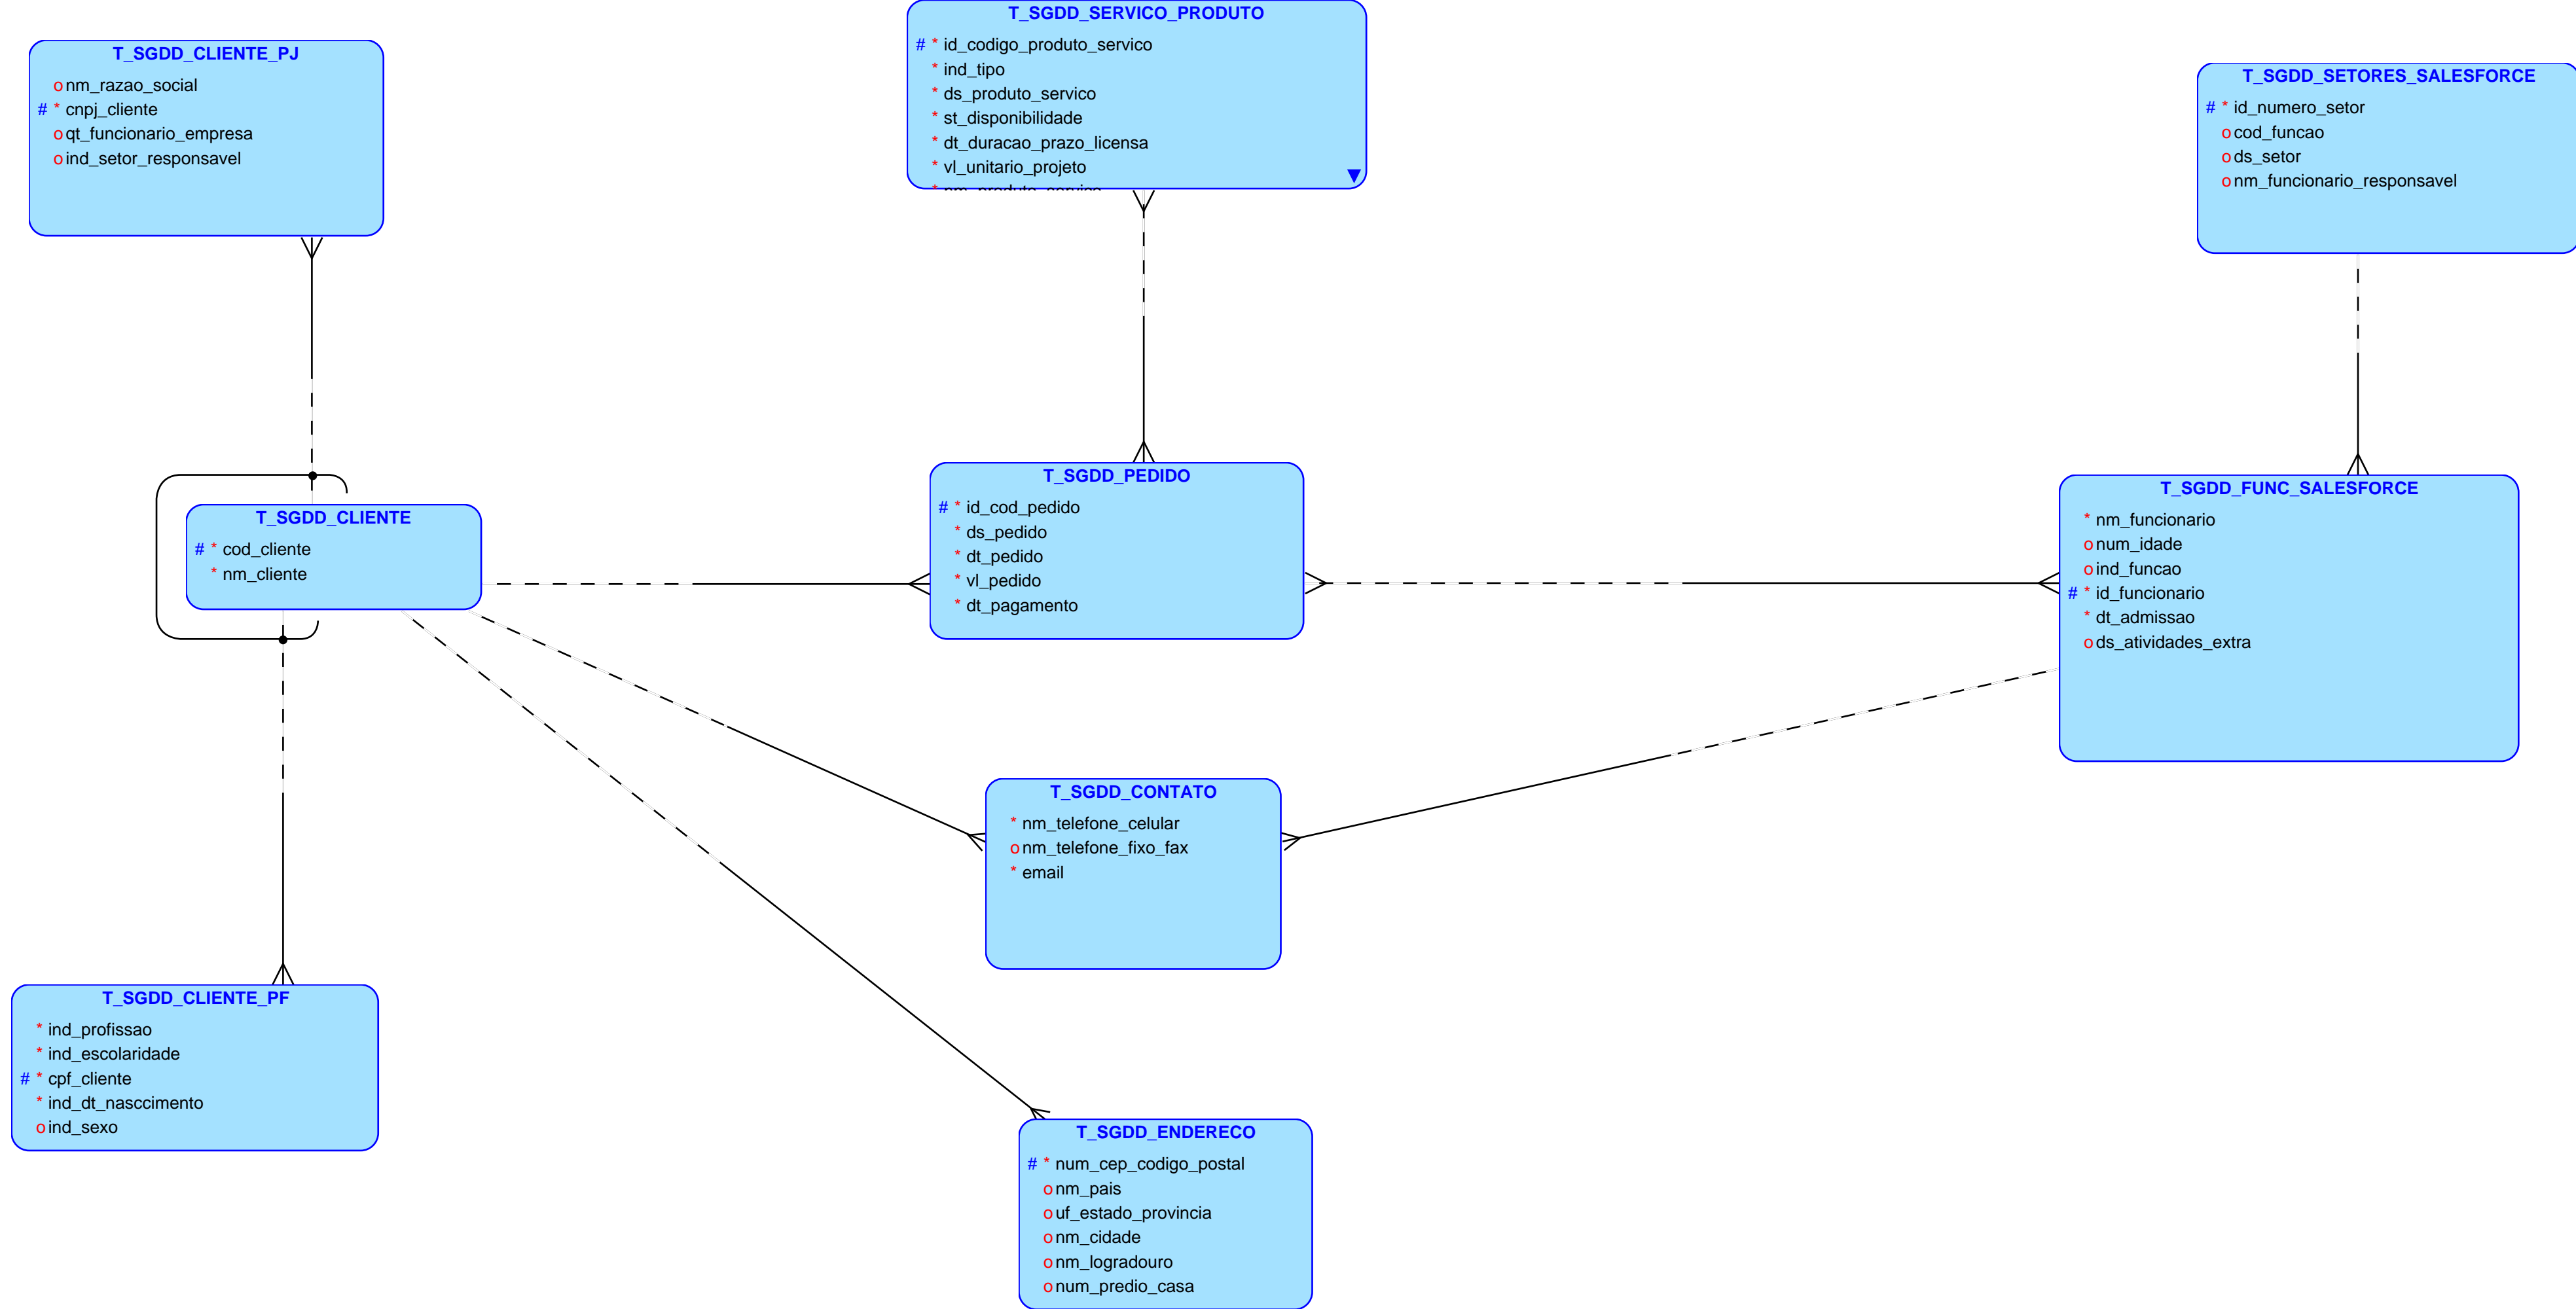 T_SGDD_CLIENTE_PJ
o nm_razao_social
# * cnpj_cliente
o qt_funcionario_empresa
o ind_setor_responsavel
T_SGDD_SERVICO_PRODUTO
# * id_codigo_produto_servico
* ind_tipo
* ds_produto_servico
* st_disponibilidade
* dt_duracao_prazo_licensa
* vl_unitario_projeto
T_SGDD_SETORES_SALESFORCE
# * id_numero_setor
o cod_funcao
o ds_setor
o nm_funcionario_responsavel
T_SGDD_CLIENTE
# * cod_cliente
* nm_cliente
T_SGDD_PEDIDO
# * id_cod_pedido
* ds_pedido
* dt_pedido
* vl_pedido
* dt_pagamento
T_SGDD_FUNC_SALESFORCE
* nm_funcionario
o num_idade
o ind_funcao
# * id_funcionario
* dt_admissao
o ds_atividades_extra
T_SGDD_CONTATO
* nm_telefone_celular
o nm_telefone_fixo_fax
* email
T_SGDD_CLIENTE_PF
* ind_profissao
* ind_escolaridade
# * cpf_cliente
* ind_dt_nasccimento
o ind_sexo
T_SGDD_ENDERECO
# * num_cep_codigo_postal
o nm_pais
o uf_estado_provincia
o nm_cidade
o nm_logradouro
o num_predio_casa